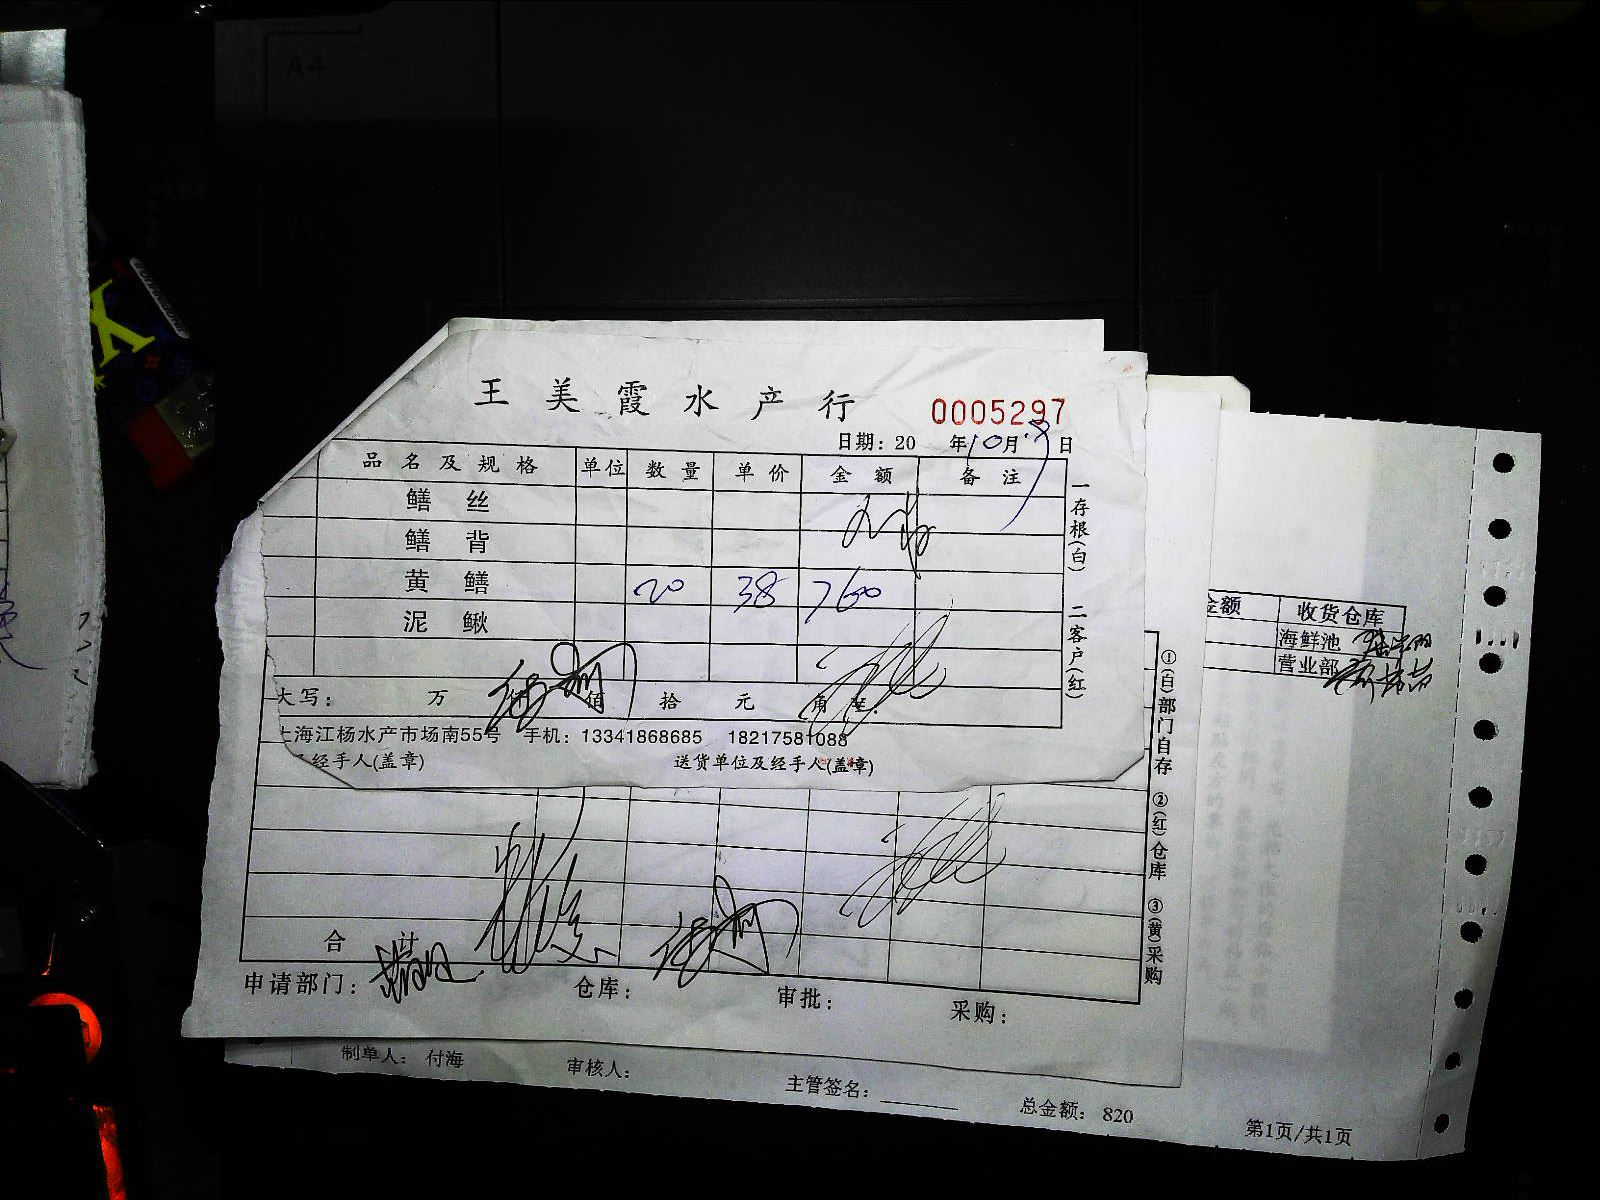 A4
王美霞水产行
0005297
日期：20 年10月 日
品名及规格 单位 数量 单价 金额 备注
鳝丝
鳝背
黄鳝 20 38 760
泥鳅
大写： 万 佰 拾 元 角 至：
上海江杨水产市场南55号 手机：13341868685 18217581088
经手人(盖章) 送货单位及经手人(盖章)
一存根(白) 二客户(红)
金额 收货仓库
海鲜池
营业部
①(白)部门自存 ②(红)仓库 ③(黄)采购
合计
申请部门： 仓库： 审批： 采购：
制单人： 付海 审核人： 主管签名： 总金额： 820 第1页/共1页